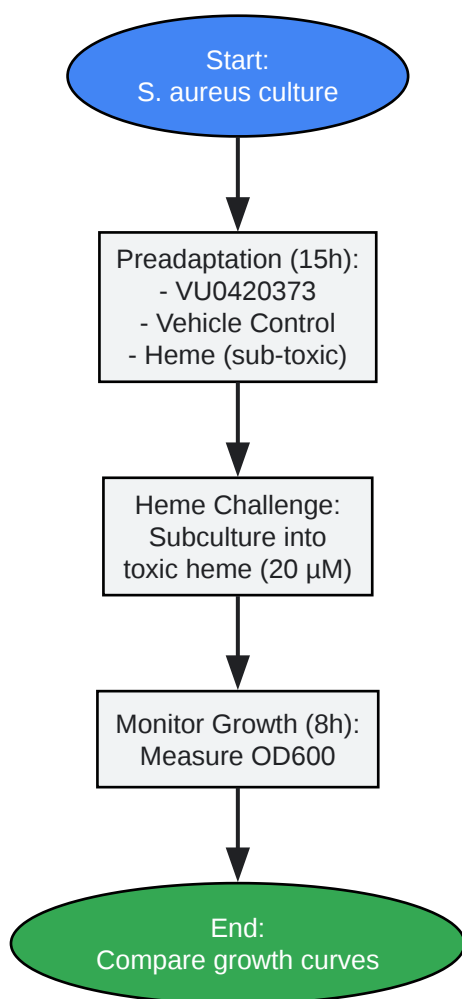 Start:
S. aureus culture
Preadaptation (15h):
- VU0420373
- Vehicle Control
- Heme (sub-toxic)
Heme Challenge:
Subculture into
toxic heme (20 µM)
Monitor Growth (8h):
Measure OD600
End:
Compare growth curves